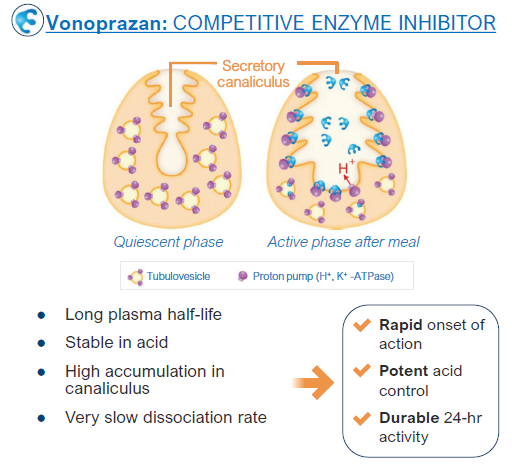 Vonoprazan: COMPETITIVE ENZYME INHIBITOR
Secretory
canaliculus
H+
Quiescent phase
Active phase after meal
Tubulovesicle
Proton pump (H+, K+ -ATPase)
● Long plasma half-life
● Stable in acid
● High accumulation in
canaliculus
● Very slow dissociation rate
✓ Rapid onset of
action
✓ Potent acid
control
✓ Durable 24-hr
activity